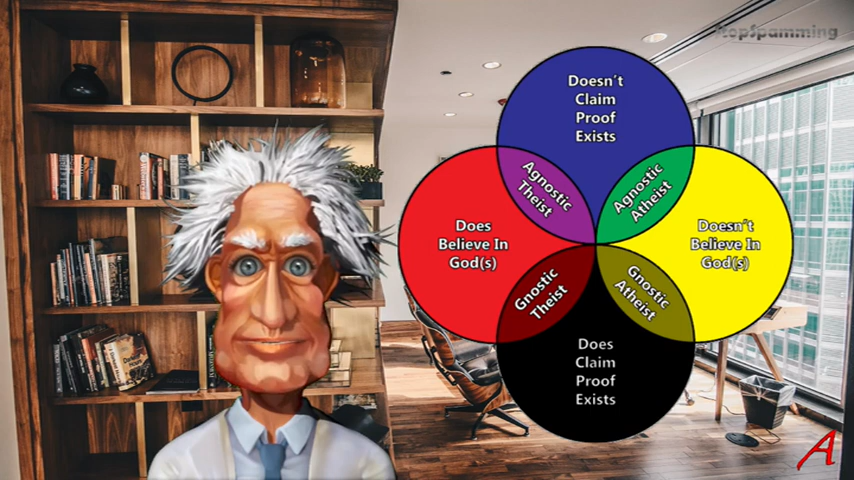 StopSpamming
Doesn't
Claim
Proof
Exists
Agnostic
Theist
Agnostic
Atheist
Does
Believe In
God(s)
Doesn't
Believe In
God(s)
Gnostic
Theist
Gnostic
Atheist
Does
Claim
Proof
Exists
A